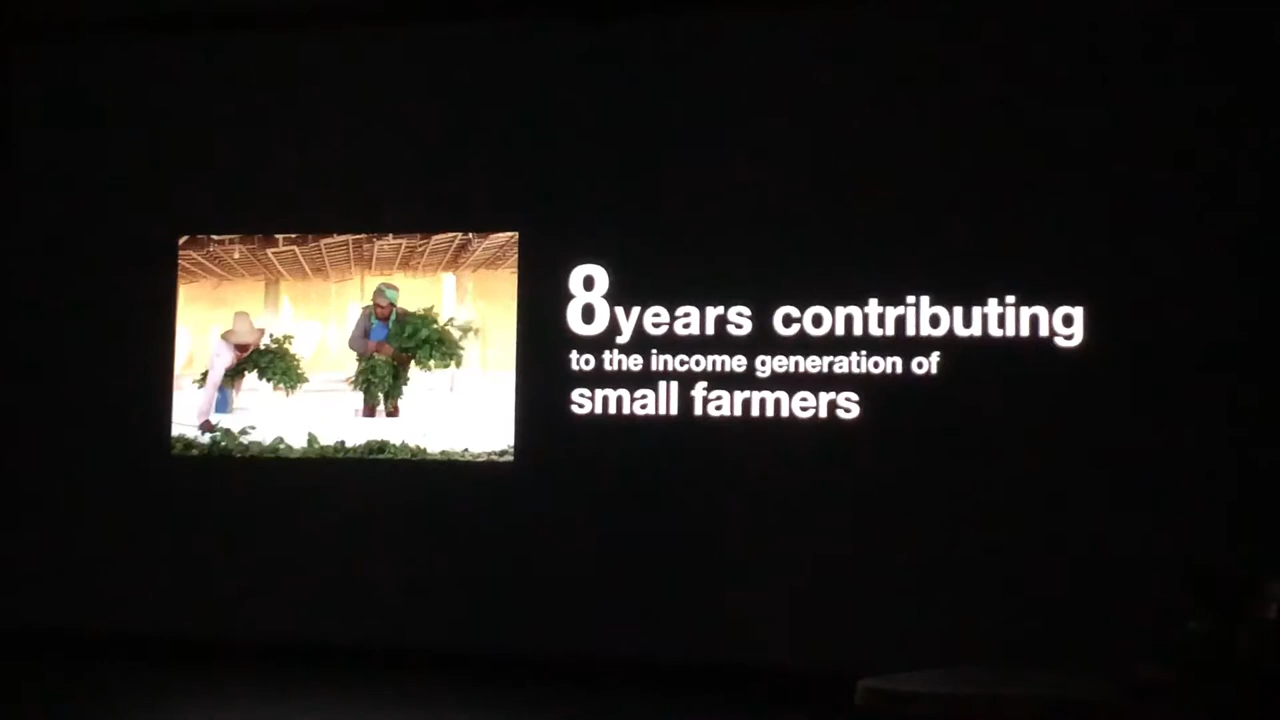 8years contributing
to the income generation of
small farmers